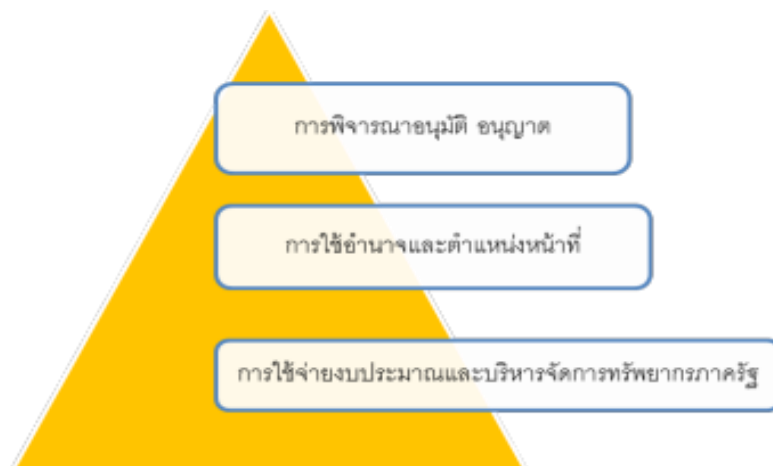 การพิจารณาอนุมัติ อนุญาต
การใช้อำนาจและตำแหน่งหน้าที่
การใช้จ่ายงบประมาณและบริหารจัดการทรัพยากรภาครัฐ